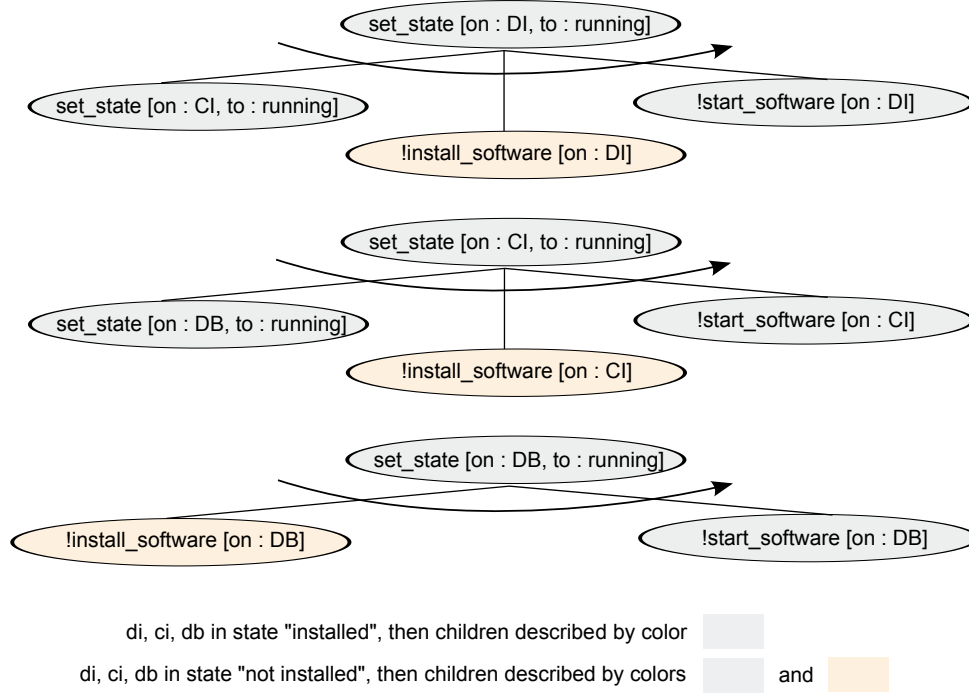 set_state [on : DI, to : running]
set_state [on : CI, to : running]
!start_software [on : DI]
!install_software [on : DI]
set_state [on : CI, to : running]
set_state [on : DB, to : running]
!start_software [on : CI]
!install_software [on : CI]
set_state [on : DB, to : running]
!install_software [on : DB]
!start_software [on : DB]
di, ci, db in state "installed", then children described by color
di, ci, db in state "not installed", then children described by colors and